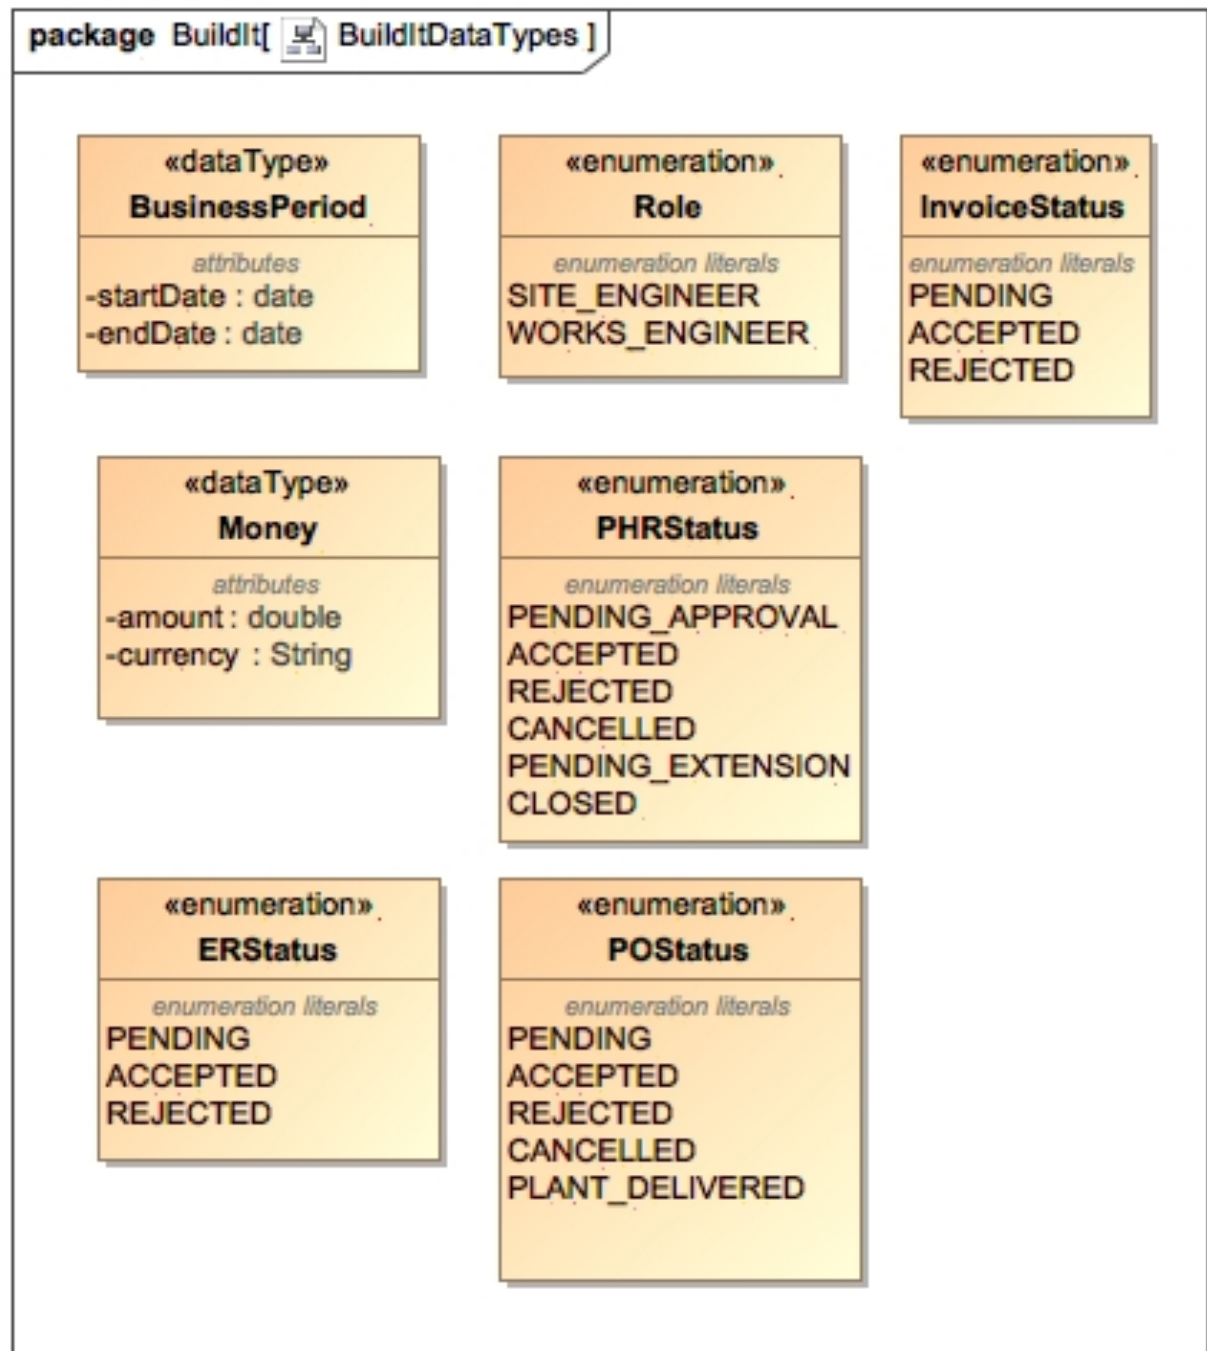 package BuildIt[ BuildItDataTypes ]
«dataType»
BusinessPeriod
attributes
-startDate : date
-endDate : date
«enumeration»
Role
enumeration literals
SITE_ENGINEER
WORKS_ENGINEER
«enumeration»
InvoiceStatus
enumeration literals
PENDING
ACCEPTED
REJECTED
«dataType»
Money
attributes
-amount : double
-currency : String
«enumeration»
PHRStatus
enumeration literals
PENDING_APPROVAL
ACCEPTED
REJECTED
CANCELLED
PENDING_EXTENSION
CLOSED
«enumeration»
ERStatus
enumeration literals
PENDING
ACCEPTED
REJECTED
«enumeration»
POStatus
enumeration literals
PENDING
ACCEPTED
REJECTED
CANCELLED
PLANT_DELIVERED